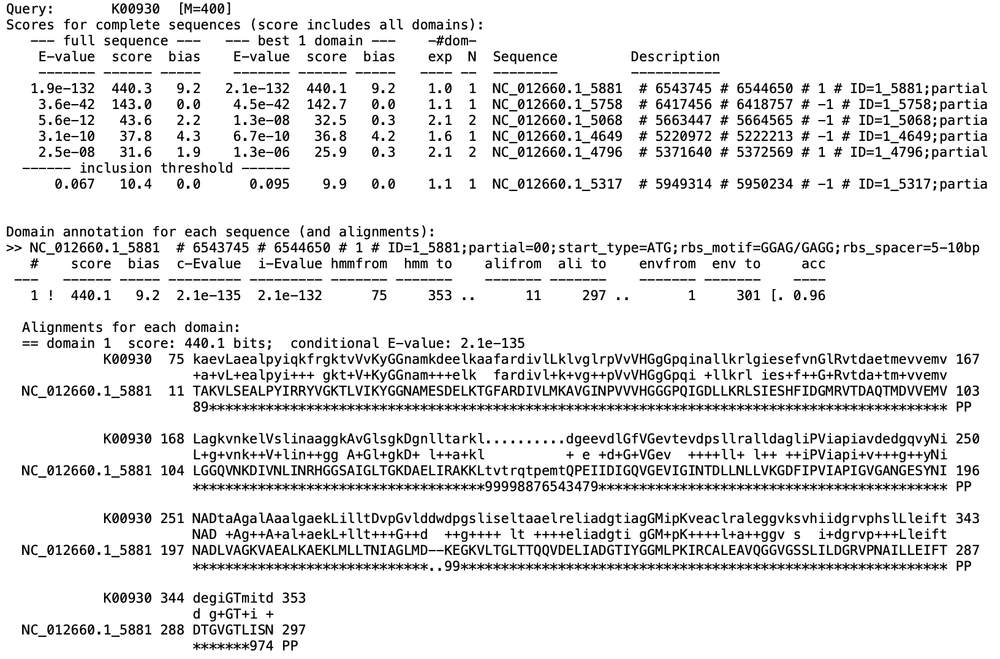 Query:       K00930  [M=400]
Scores for complete sequences (score includes all domains):
   --- full sequence ---   --- best 1 domain ---    -#dom-
    E-value  score  bias    E-value  score  bias    exp  N  Sequence         Description
    ------- ------ -----    ------- ------ -----   ---- --  --------         -----------
   1.9e-132  440.3   9.2   2.1e-132  440.1   9.2    1.0  1  NC_012660.1_5881  # 6543745 # 6544650 # 1 # ID=1_5881;partial
    3.6e-42  143.0   0.0    4.5e-42  142.7   0.0    1.1  1  NC_012660.1_5758  # 6417456 # 6418757 # -1 # ID=1_5758;partia
    5.6e-12   43.6   2.2    1.3e-08   32.5   0.3    2.1  2  NC_012660.1_5068  # 5663447 # 5664565 # -1 # ID=1_5068;partia
    3.1e-10   37.8   4.3    6.7e-10   36.8   4.2    1.6  1  NC_012660.1_4649  # 5220972 # 5222213 # -1 # ID=1_4649;partia
    2.5e-08   31.6   1.9    1.3e-06   25.9   0.3    2.1  2  NC_012660.1_4796  # 5371640 # 5372569 # 1 # ID=1_4796;partial
  ------ inclusion threshold ------
      0.067   10.4   0.0      0.095    9.9   0.0    1.1  1  NC_012660.1_5317  # 5949314 # 5950234 # -1 # ID=1_5317;partia
Domain annotation for each sequence (and alignments):
>> NC_012660.1_5881  # 6543745 # 6544650 # 1 # ID=1_5881;partial=00;start_type=ATG;rbs_motif=GGAG/GAGG;rbs_spacer=5-10bp
   #    score  bias  c-Evalue  i-Evalue hmmfrom  hmm to    alifrom  ali to    envfrom  env to     acc
 ---   ------ ----- --------- --------- ------- -------    ------- -------    ------- -------    ----
   1 !  440.1   9.2  2.1e-135  2.1e-132      75     353 ..      11     297 ..       1     301 [. 0.96
  Alignments for each domain:
  == domain 1  score: 440.1 bits;  conditional E-value: 2.1e-135
            K00930  75 kaevLaealpyiqkfrgktvVvKyGGnamkdeelkaafardivlLklvglrpVvVHGgGpqinallkrlgiesefvnGlRvtdaetmevvemv 167
                       +a+vL+ealpyi+++ gkt+V+KyGGnam+++elk  fardivl+k+vg++pVvVHGgGpqi +llkrl ies+f++G+Rvtda+tm+vvemv
  NC_012660.1_5881  11 TAKVLSEALPYIRRYVGKTLVIKYGGNAMESDELKTGFARDIVLMKAVGINPVVVHGGGPQIGDLLKRLSIESHFIDGMRVTDAQTMDVVEMV 103
                       89******************************************************************************************* PP
            K00930 168 LagkvnkelVslinaaggkAvGlsgkDgnlltarkl..........dgeevdlGfVGevtevdpsllralldagliPViapiavdedgqvyNi 250
                       L+g+vnk++V+lin++gg A+Gl+gkD+ l++a+kl          + e +d+G+VGev  ++++ll+ l++ ++iPViapi+v+++g++yNi
  NC_012660.1_5881 104 LGGQVNKDIVNLINRHGGSAIGLTGKDAELIRAKKLtvtrqtpemtQPEIIDIGQVGEVIGINTDLLNLLVKGDFIPVIAPIGVGANGESYNI 196
                       ************************************99998876543479******************************************* PP
            K00930 251 NADtaAgalAaalgaekLilltDvpGvlddwdpgsliseltaaelreliadgtiagGMipKveaclraleggvksvhiidgrvphslLleift 343
                       NAD +Ag++A+al+aekL+llt+++G++d  ++g++++ lt ++++eliadgti gGM+pK++++l+a++ggv s  i+dgrvp+++Lleift
  NC_012660.1_5881 197 NADLVAGKVAEALKAEKLMLLTNIAGLMD--KEGKVLTGLTTQQVDELIADGTIYGGMLPKIRCALEAVQGGVGSSLILDGRVPNAILLEIFT 287
                       *****************************..99************************************************************ PP
            K00930 344 degiGTmitd 353
                       d g+GT+i +
  NC_012660.1_5881 288 DTGVGTLISN 297
                       *******974 PP